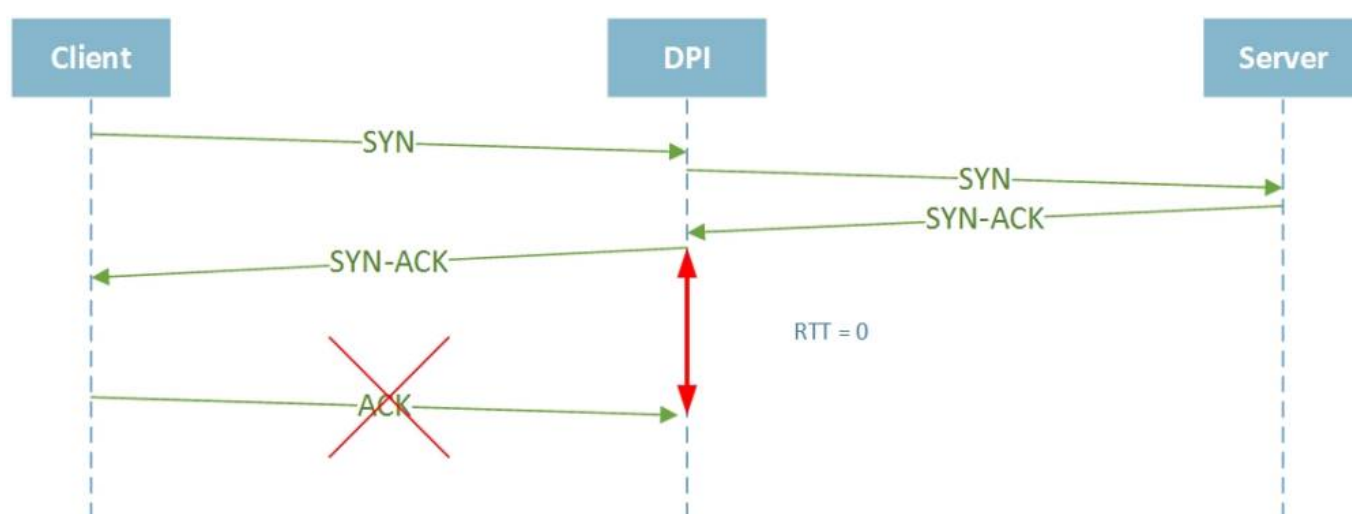 Client
DPI
Server
SYN
SYN
SYN-ACK
SYN-ACK
RTT = 0
ACK